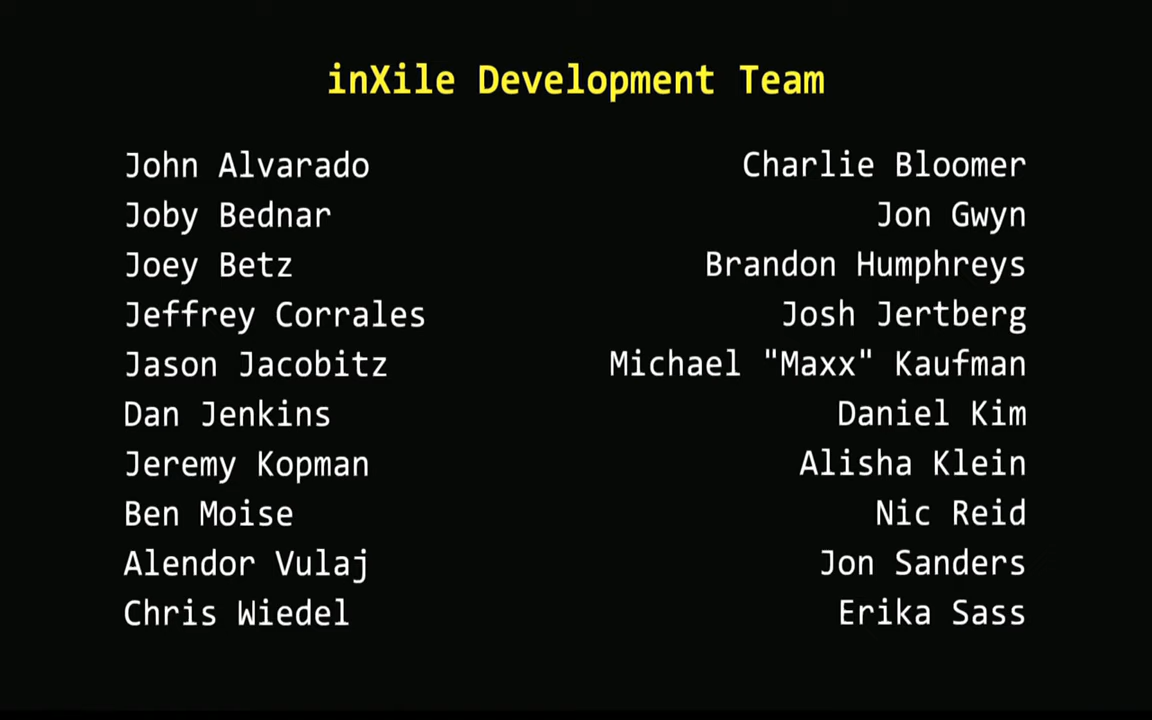 inXile Development Team
John Alvarado Charlie Bloomer
Joby Bednar Jon Gwyn
Joey Betz Brandon Humphreys
Jeffrey Corrales Josh Jertberg
Jason Jacobitz Michael "Maxx" Kaufman
Dan Jenkins Daniel Kim
Jeremy Kopman Alisha Klein
Ben Moise Nic Reid
Alendor Vulaj Jon Sanders
Chris Wiedel Erika Sass